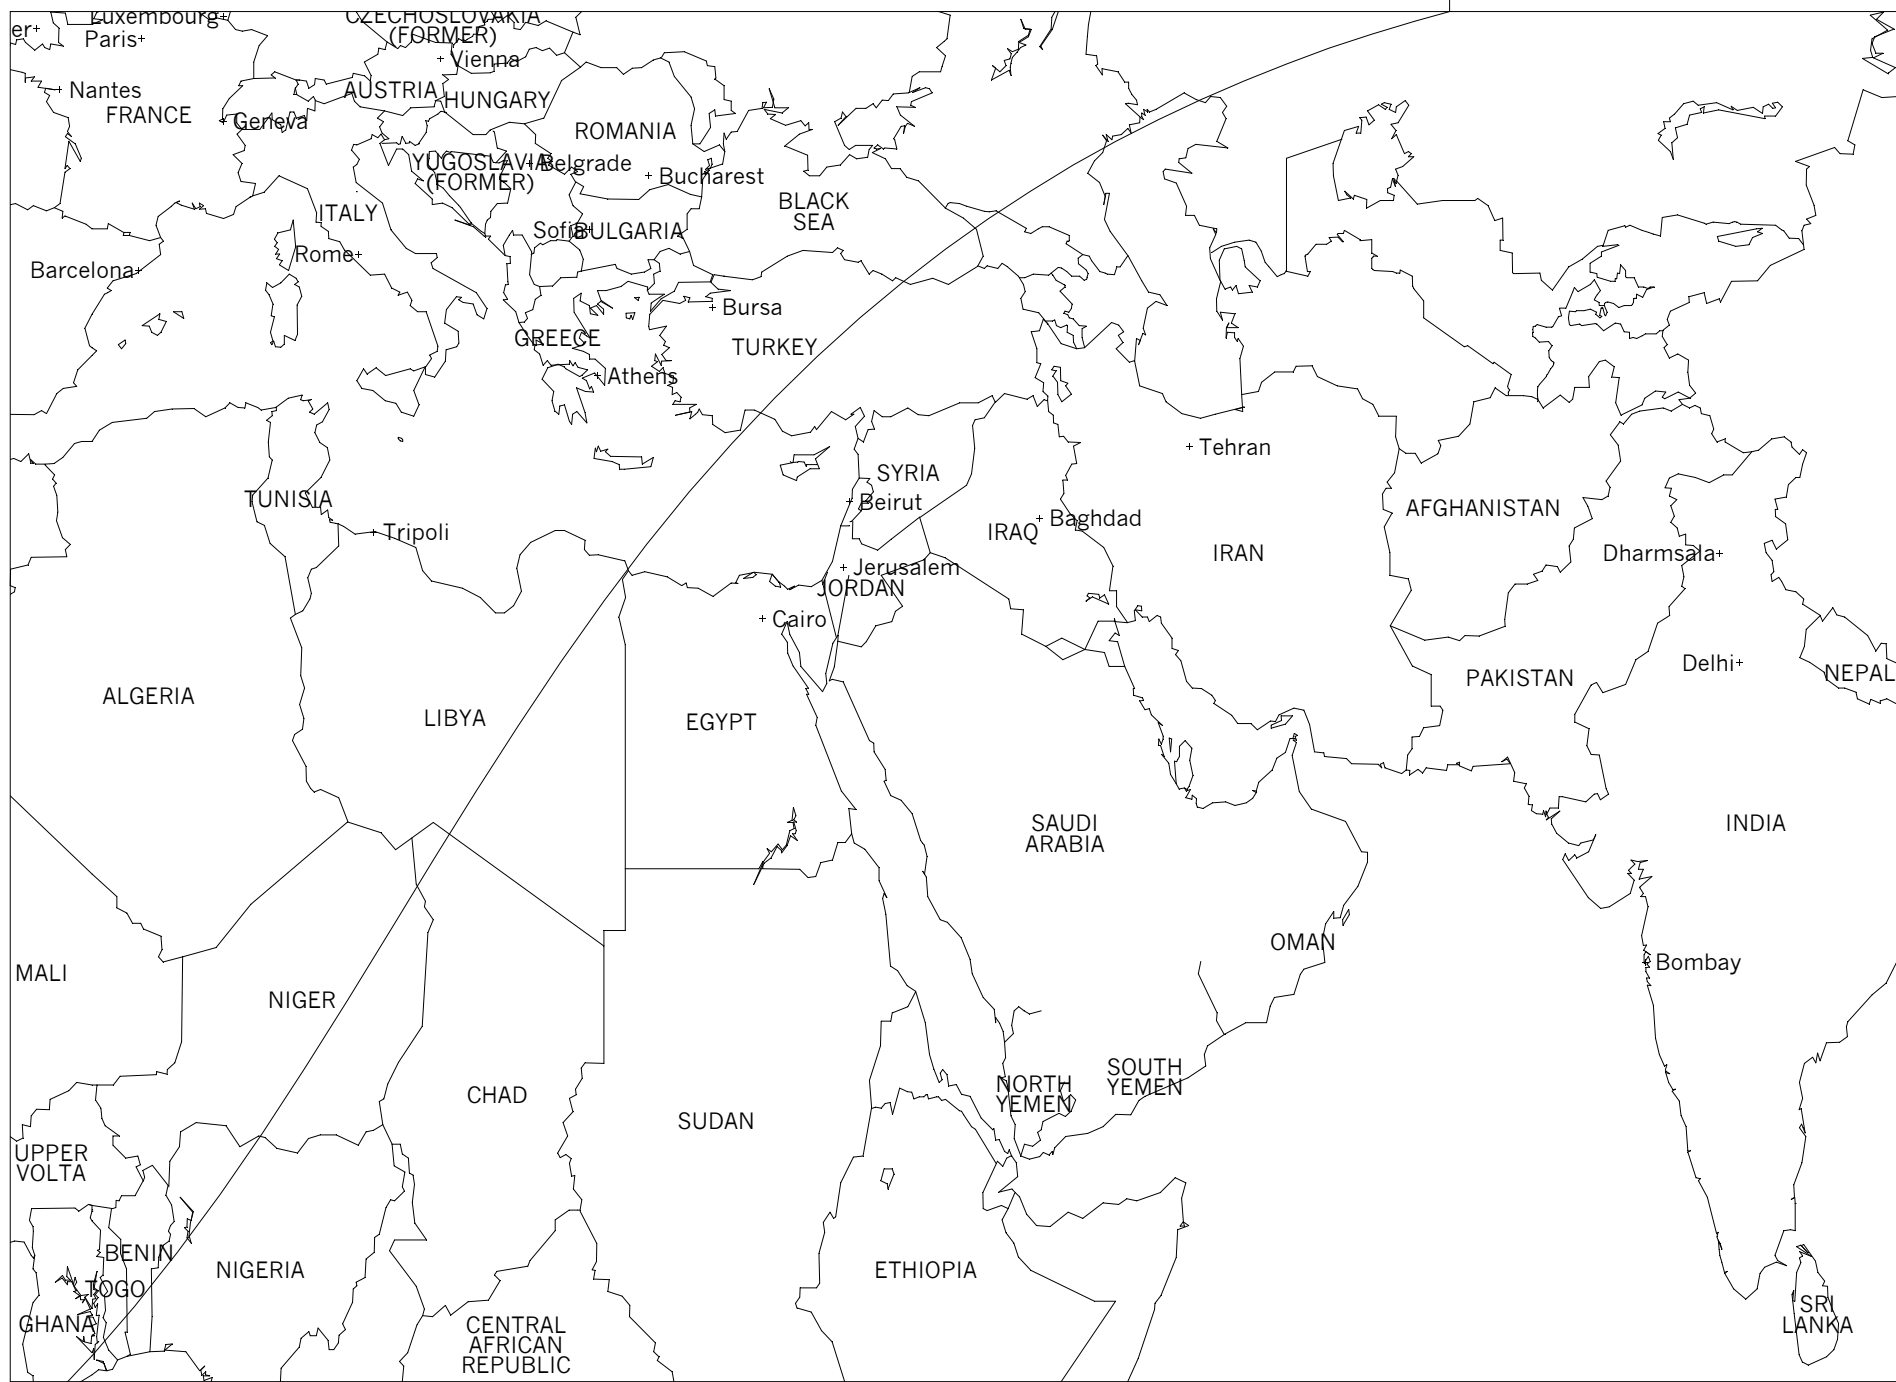 Luxembourg
er
Paris
CZECHOSLOVAKIA
(FORMER)
Vienna
Nantes
FRANCE
AUSTRIA
HUNGARY
Geneva
ROMANIA
YUGOSLAVIA
(FORMER)
Belgrade
Bucharest
ITALY
BLACK
SEA
Sofia
BULGARIA
Rome
Barcelona
Bursa
GREECE
TURKEY
Athens
Tehran
SYRIA
TUNISIA
Beirut
AFGHANISTAN
Tripoli
IRAQ
Baghdad
IRAN
Dharmsala
Jerusalem
JORDAN
Cairo
Delhi
NEPAL
ALGERIA
PAKISTAN
LIBYA
EGYPT
SAUDI
ARABIA
INDIA
OMAN
Bombay
MALI
NIGER
CHAD
NORTH
YEMEN
SOUTH
YEMEN
SUDAN
UPPER
VOLTA
BENIN
NIGERIA
ETHIOPIA
TOGO
GHANA
CENTRAL
AFRICAN
REPUBLIC
SRI
LANKA